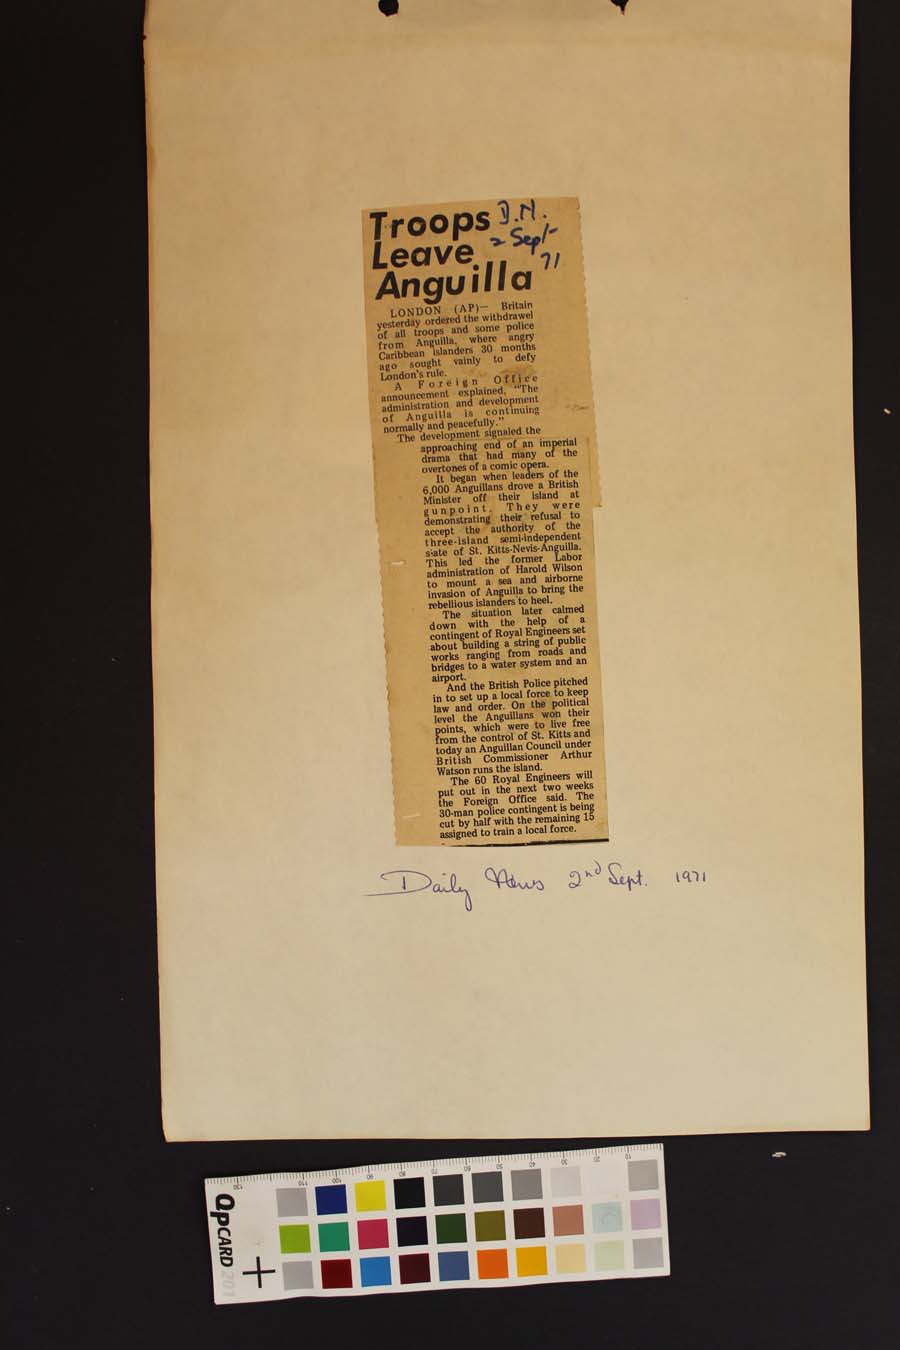 Troops D.N.
Leave 2 Sept
Anguilla 71
LONDON (AP)— Britain
yesterday ordered the withdrawel
of all troops and some police
from Anguilla, where angry
Caribbean islanders 30 months
ago sought vainly to defy
London's rule.
A Foreign Office
announcement explained, "The
administration and development
of Anguilla is continuing
normally and peacefully."
The development signaled the
approaching end of an imperial
drama that had many of the
overtones of a comic opera.
It began when leaders of the
6,000 Anguillans drove a British
Minister off their island at
gunpoint. They were
demonstrating their refusal to
accept the authority of the
three-island semi-independent
state of St. Kitts-Nevis-Anguilla.
This led the former Labor
administration of Harold Wilson
to mount a sea and airborne
invasion of Anguilla to bring the
rebellious islanders to heel.
The situation later calmed
down with the help of a
contingent of Royal Engineers set
about building a string of public
works ranging from roads and
bridges to a water system and an
airport.
And the British Police pitched
in to set up a local force to keep
law and order. On the political
level the Anguillans won their
points, which were to live free
from the control of St. Kitts and
today an Anguillan Council under
British Commissioner Arthur
Watson runs the island.
The 60 Royal Engineers will
put out in the next two weeks
the Foreign Office said. The
30-man police contingent is being
cut by half with the remaining 15
assigned to train a local force.
Daily News 2nd Sept. 1971
130 110 100 90 80 70 60 50 40 30 20 10
OpCARD 201